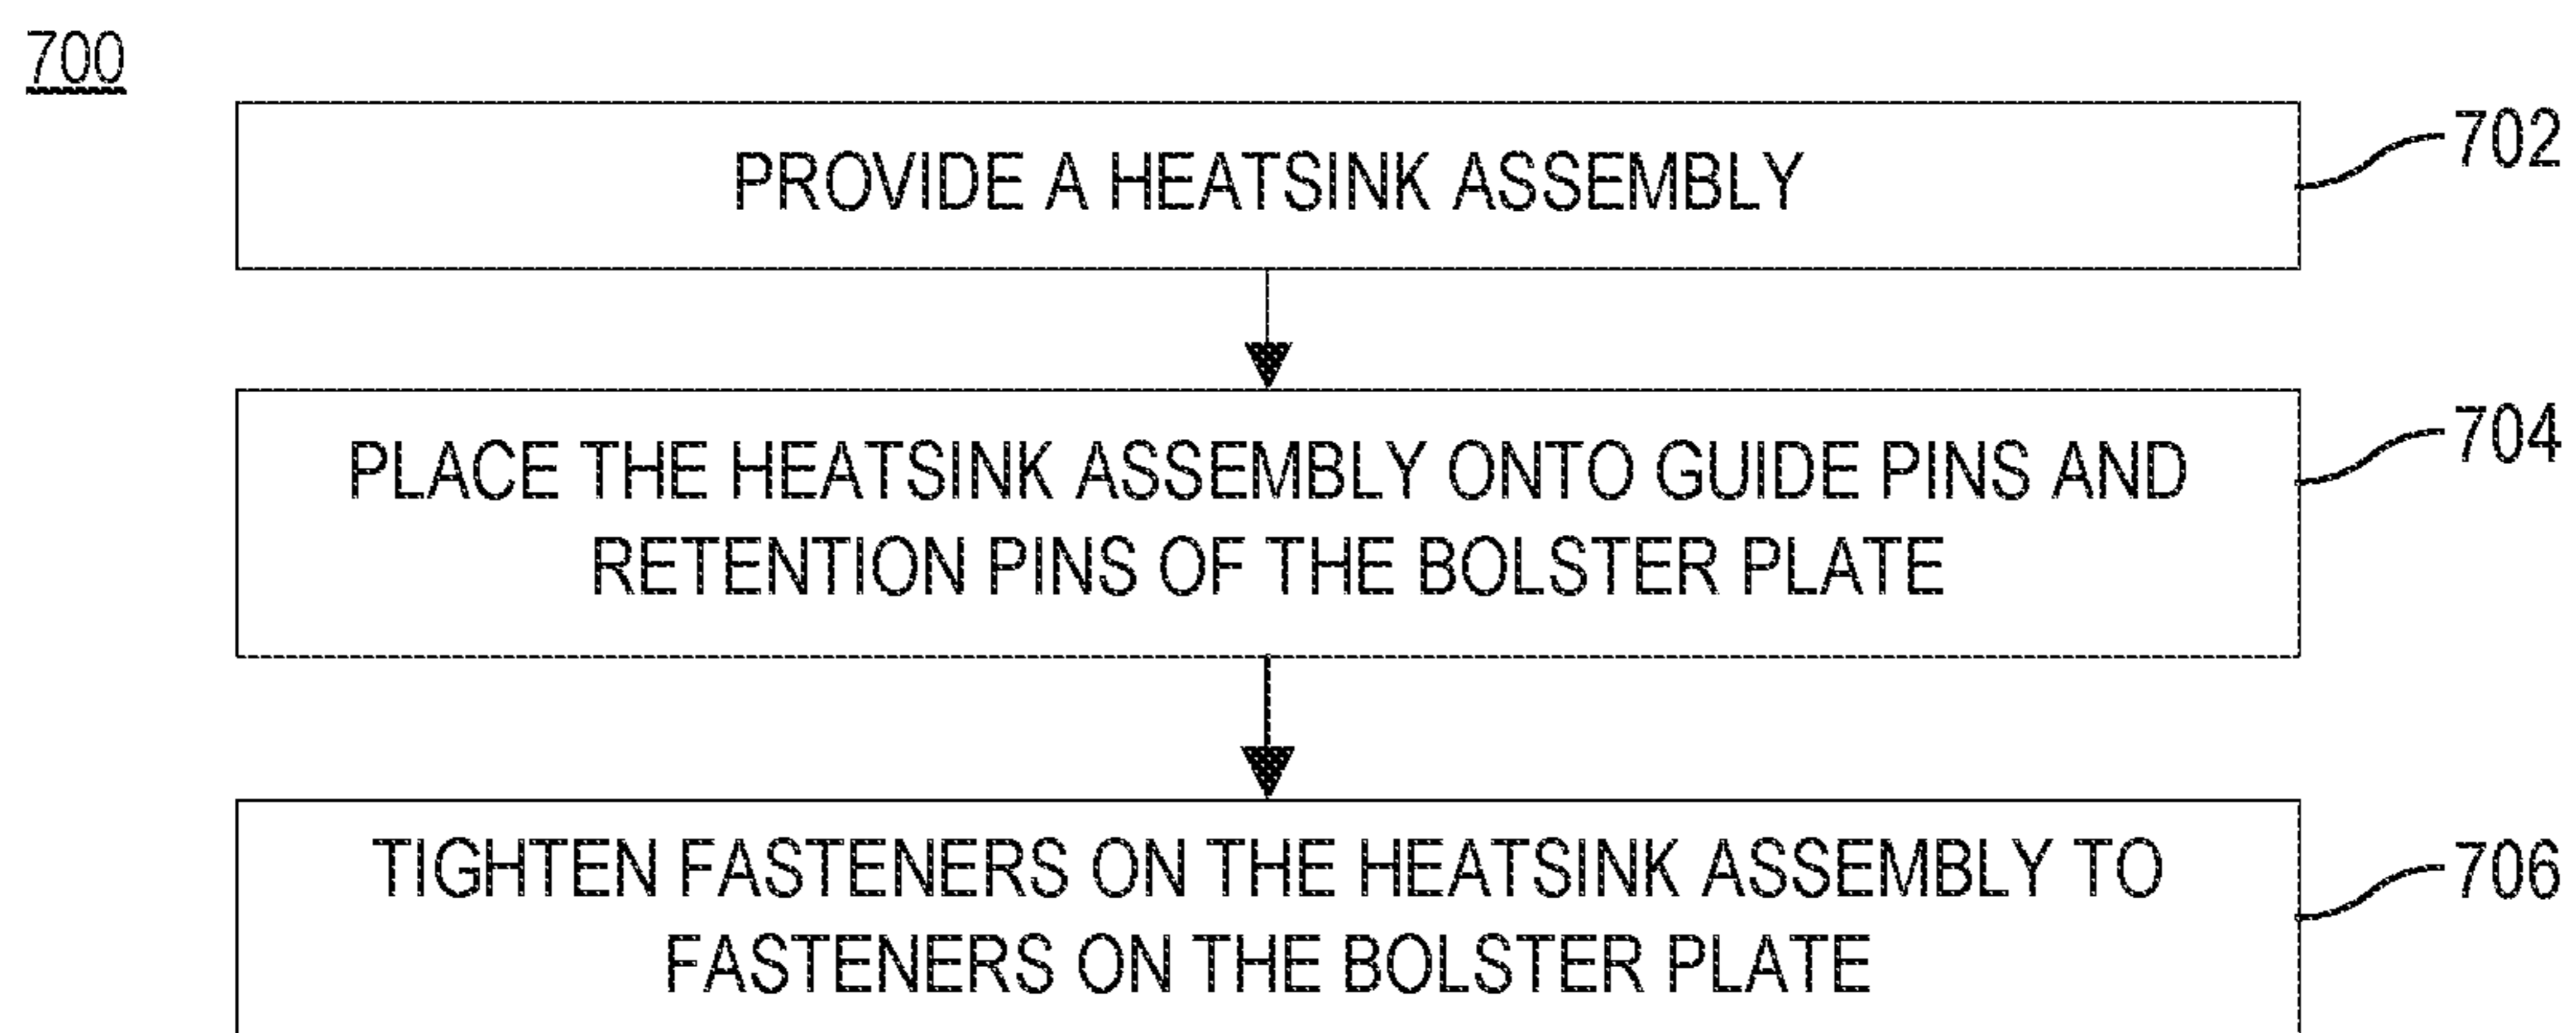 700
PROVIDE A HEATSINK ASSEMBLY
702
PLACE THE HEATSINK ASSEMBLY ONTO GUIDE PINS AND
RETENTION PINS OF THE BOLSTER PLATE
704
TIGHTEN FASTENERS ON THE HEATSINK ASSEMBLY TO
FASTENERS ON THE BOLSTER PLATE
706